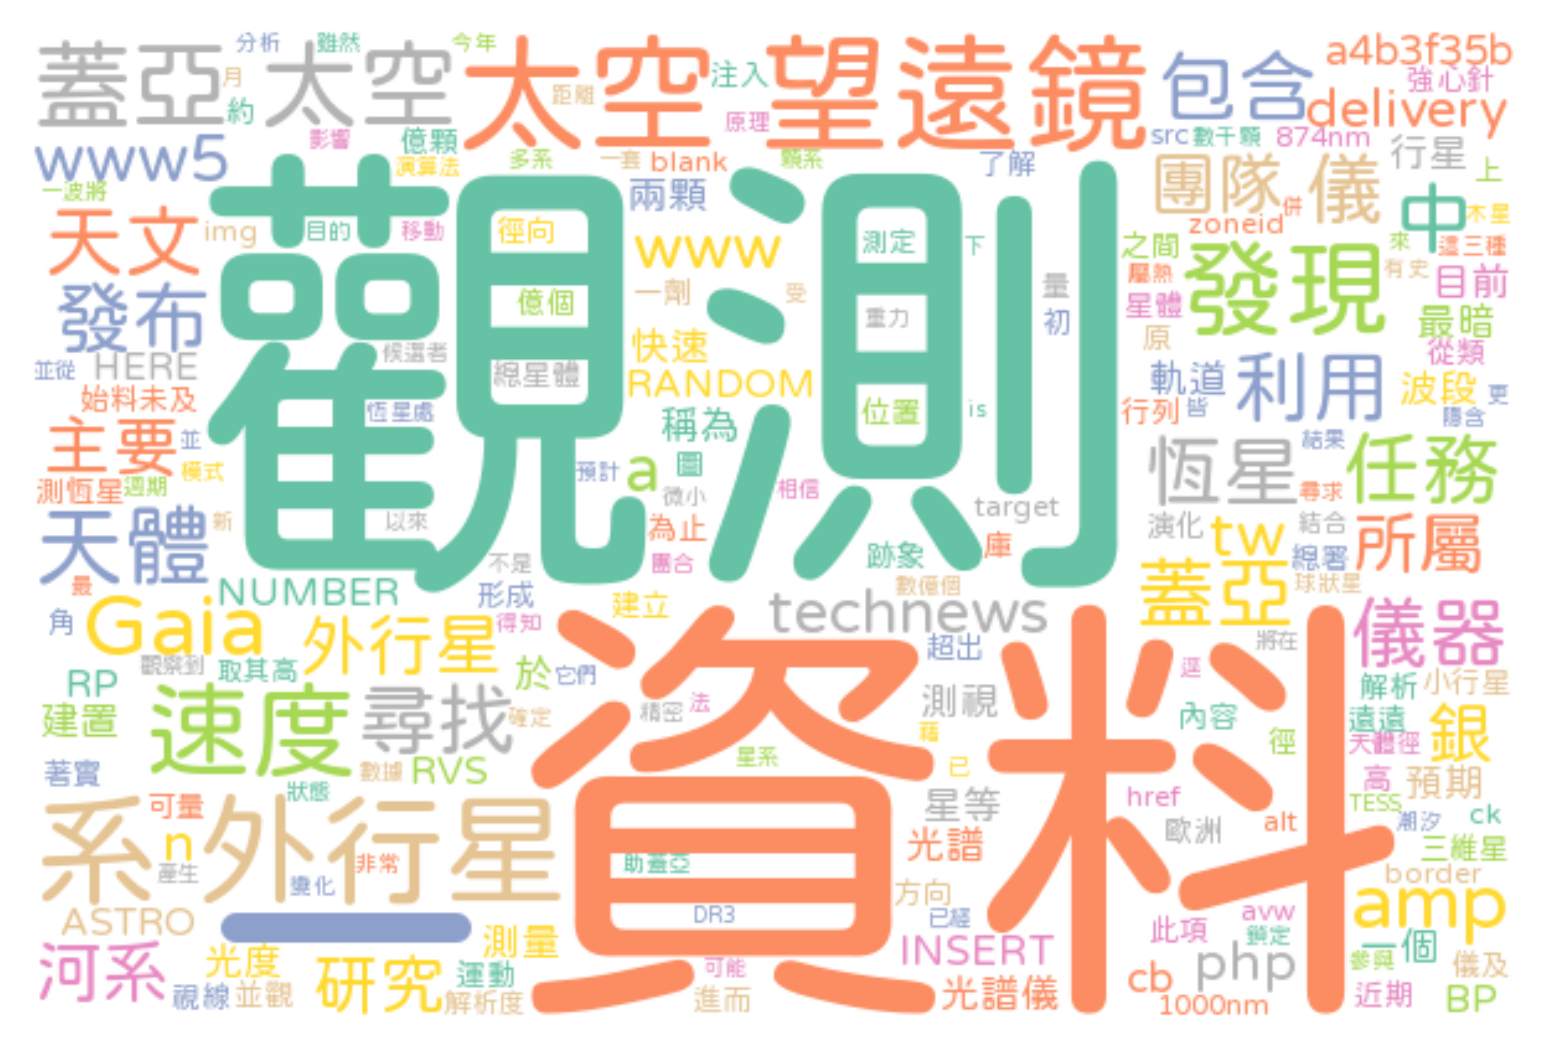 蓋亞 分析 雖然 今年 太空 太空望遠鏡 包含 a4b3f35b
月 約 距離 注入 原理 強心針
www5 影響 億顆 演算法 多系 一套 blank 顆系 了解 src 數千顆 874nm delivery
一波將 兩顆 團隊 儀 行星 上
天文 img 目的 移動 徑向 www 測定 下 zoneid 併 中 木星
觀測
發布 億個 一劑 受 重力 量 初 之間 屬熱 星體 發現 來 這三種 有史 目前
並從 HERE 候選者 總星體 快速 原 最暗 從類
始料未及 恆星處 RANDOM 位置 is 軌道 利用 波段 更
主要 並 稱為 行列 皆 隱含
測恆星 週期 模式 預計 a 圖 微小 相信 恆星 結果 尋求 任務
天體 新 以來 為止 target 演化 tw 結合 所屬
最 NUMBER 不是 團合 跡象 庫 總署
角 Gaia 形成 建立 數億個 technews 蓋亞 球狀星 儀器
外行星 得知 超出 將在
RP 觀察到 取其高 於 它們 測視 逕 解析 小行星
建置 速度 尋找 確定 精密 法 內容 遠遠 銀
著實 數據 RVS 星系 藉 已 徑 天體徑
狀態 資料 高 預期
系 可量 外行星 星等 href TESS 潮汐 ck
n 產生 非常 助蓋亞 光譜 歐洲 alt 三維星
變化 方向 border
ASTRO 一 DR3 已經 avw amp
河系 光度 測量 INSERT 此項 鎖定 一個
視線 並觀 研究 運動 可能 php 參與 儀及
解析度 進而 光譜儀 cb 1000nm 近期 BP